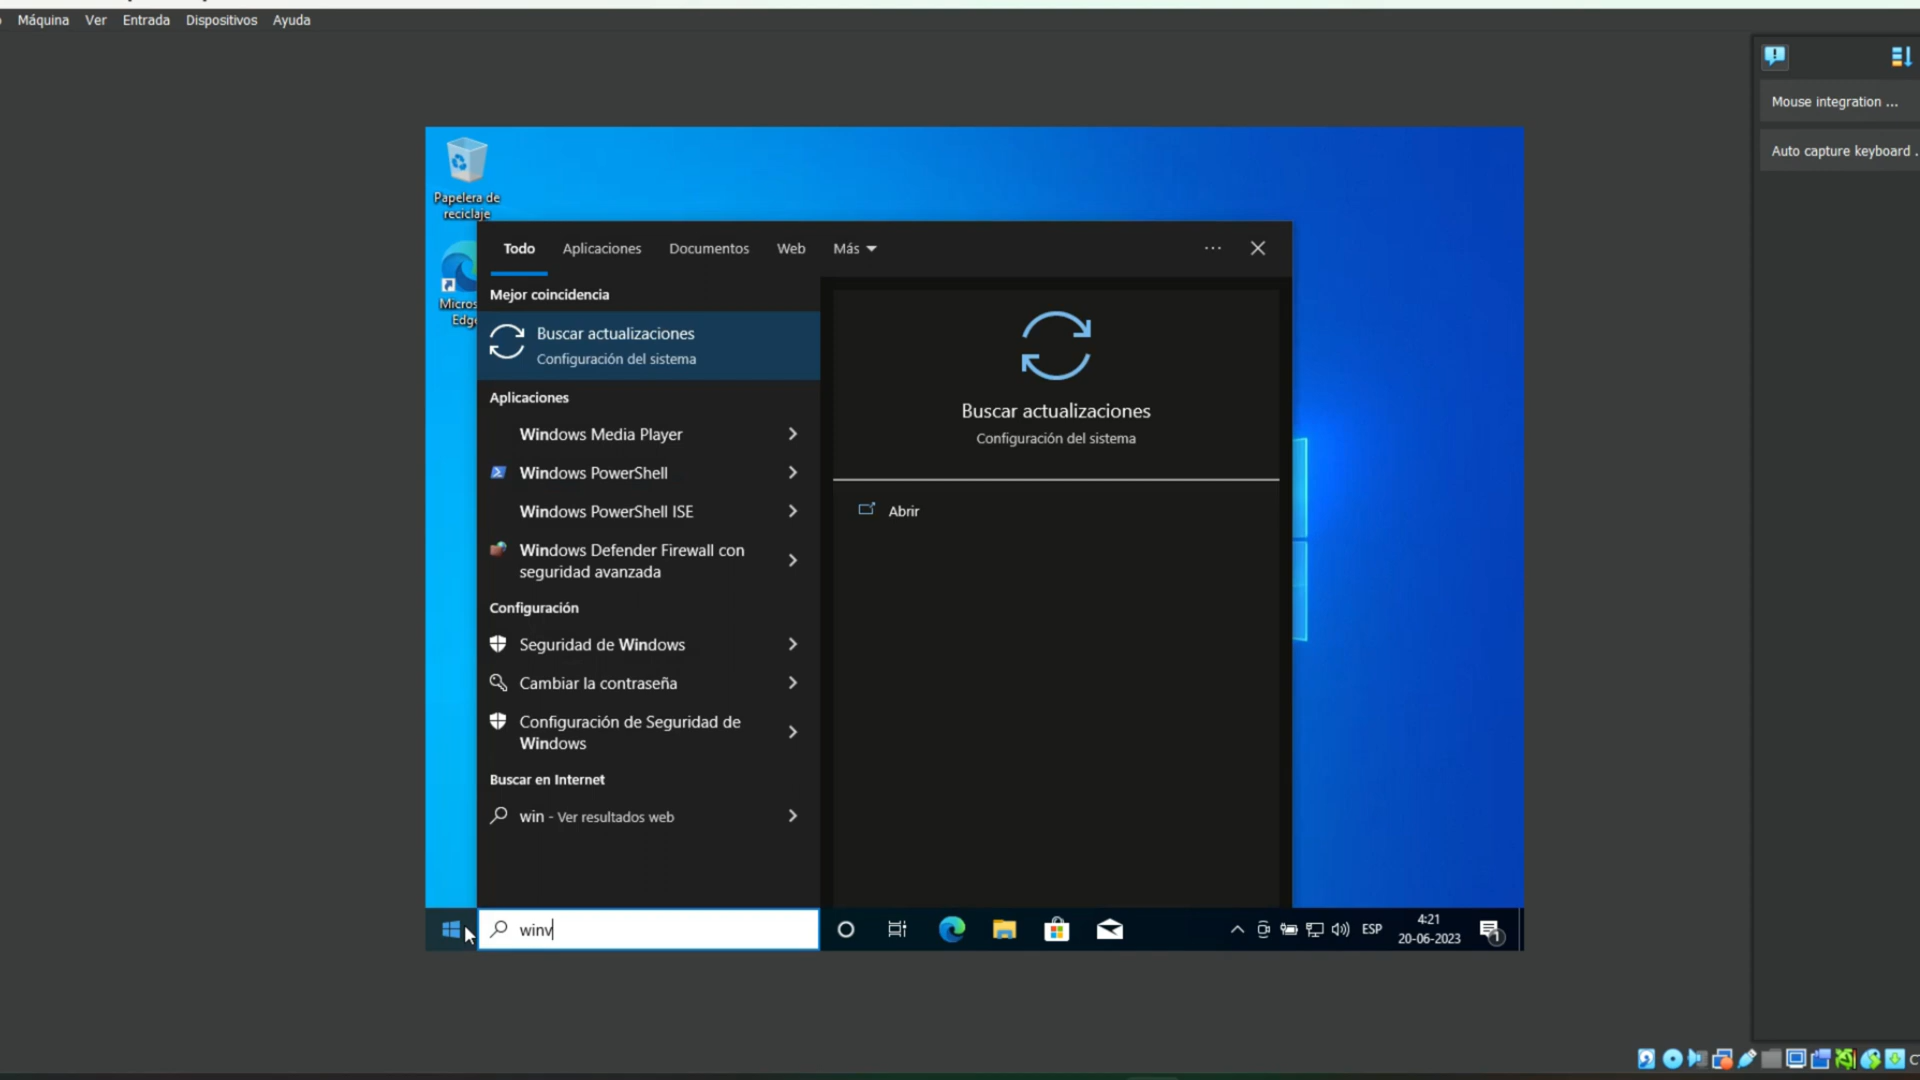 Máquina Ver Entrada Dispositivos Ayuda
Mouse integration ...
Auto capture keyboard .
Papelera de
reciclaje
Micros
Edge
Todo Aplicaciones Documentos Web Más
Mejor coincidencia
Buscar actualizaciones
Configuración del sistema
Aplicaciones
Windows Media Player
Windows PowerShell
Windows PowerShell ISE
Windows Defender Firewall con
seguridad avanzada
Configuración
Seguridad de Windows
Cambiar la contraseña
Configuración de Seguridad de
Windows
Buscar en Internet
win - Ver resultados web
Buscar actualizaciones
Configuración del sistema
Abrir
winv
ESP
4:21
20-06-2023
1